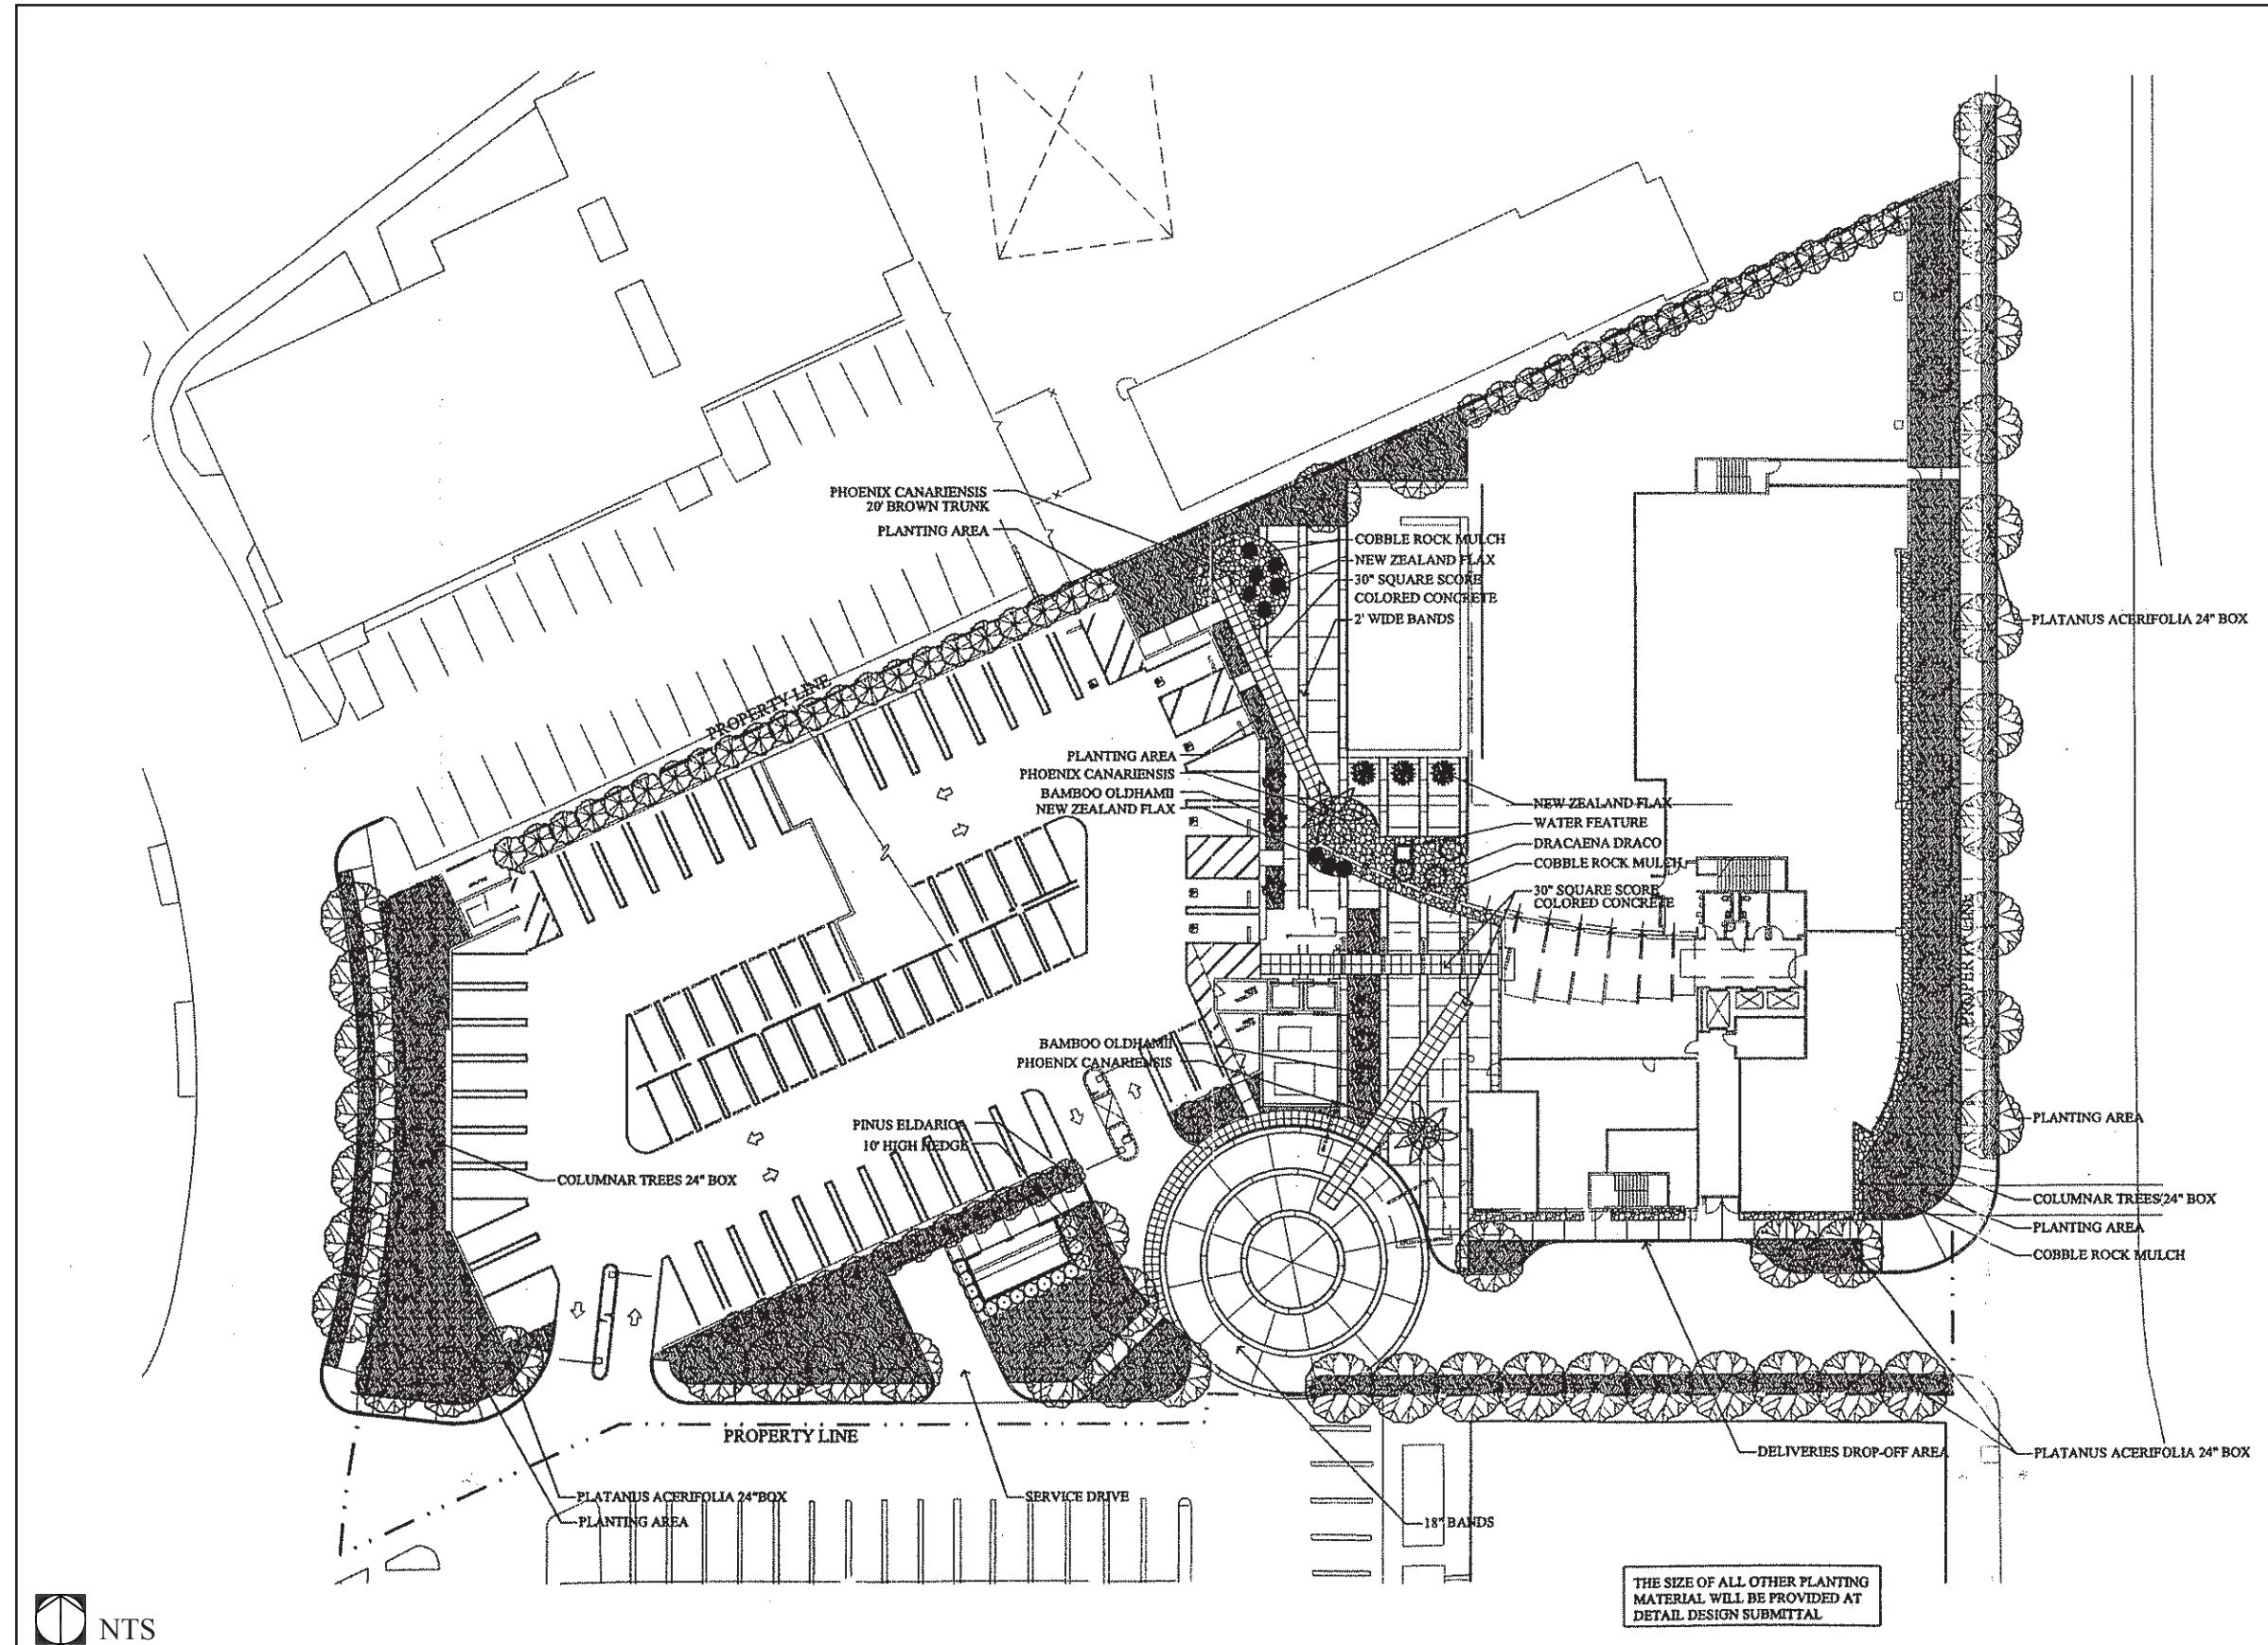 PHOENIX CANARIENSIS
20' BROWN TRUNK
PLANTING AREA
COBBLE ROCK MULCH
NEW ZEALAND FLAX
30" SQUARE SCORE
COLORED CONCRETE
2' WIDE BANDS
PLATANUS ACERIFOLIA 24" BOX
PROPERTY LINE
PLANTING AREA
PHOENIX CANARIENSIS
BAMBOO OLDHAMII
NEW ZEALAND FLAX
NEW ZEALAND FLAX
WATER FEATURE
DRACAENA DRACO
COBBLE ROCK MULCH
30" SQUARE SCORE
COLORED CONCRETE
PROPERTY LINE
BAMBOO OLDHAMII
PHOENIX CANARIENSIS
PINUS ELDARICA
10' HIGH HEDGE
COLUMNAR TREES 24" BOX
PLANTING AREA
COLUMNAR TREES 24" BOX
PLANTING AREA
COBBLE ROCK MULCH
PROPERTY LINE
DELIVERIES DROP-OFF AREA
PLATANUS ACERIFOLIA 24" BOX
PLATANUS ACERIFOLIA 24"BOX
PLANTING AREA
SERVICE DRIVE
18" BANDS
THE SIZE OF ALL OTHER PLANTING
MATERIAL WILL BE PROVIDED AT
DETAIL DESIGN SUBMITTAL
NTS